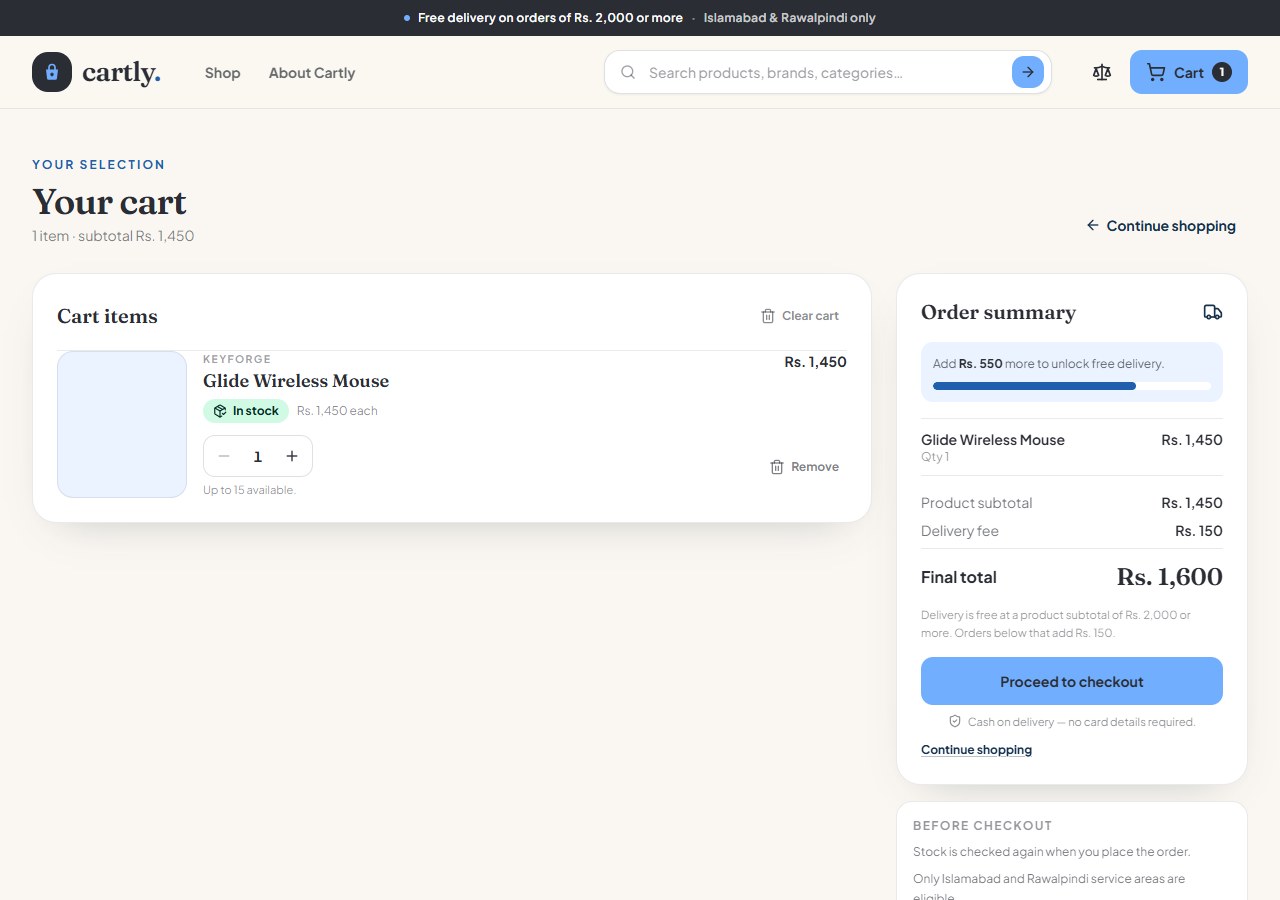 Free delivery on orders of Rs. 2,000 or more · Islamabad & Rawalpindi only
cartly.
Shop
About Cartly
Search products, brands, categories…
Cart 1
YOUR SELECTION
Your cart
1 item · subtotal Rs. 1,450
Continue shopping
Cart items
Clear cart
KEYFORGE
Rs. 1,450
Glide Wireless Mouse
In stock
Rs. 1,450 each
1
Remove
Up to 15 available.
Order summary
Add Rs. 550 more to unlock free delivery.
Glide Wireless Mouse Rs. 1,450
Qty 1
Product subtotal Rs. 1,450
Delivery fee Rs. 150
Final total Rs. 1,600
Delivery is free at a product subtotal of Rs. 2,000 or
more. Orders below that add Rs. 150.
Proceed to checkout
Cash on delivery — no card details required.
Continue shopping
BEFORE CHECKOUT
Stock is checked again when you place the order.
Only Islamabad and Rawalpindi service areas are
eligible.